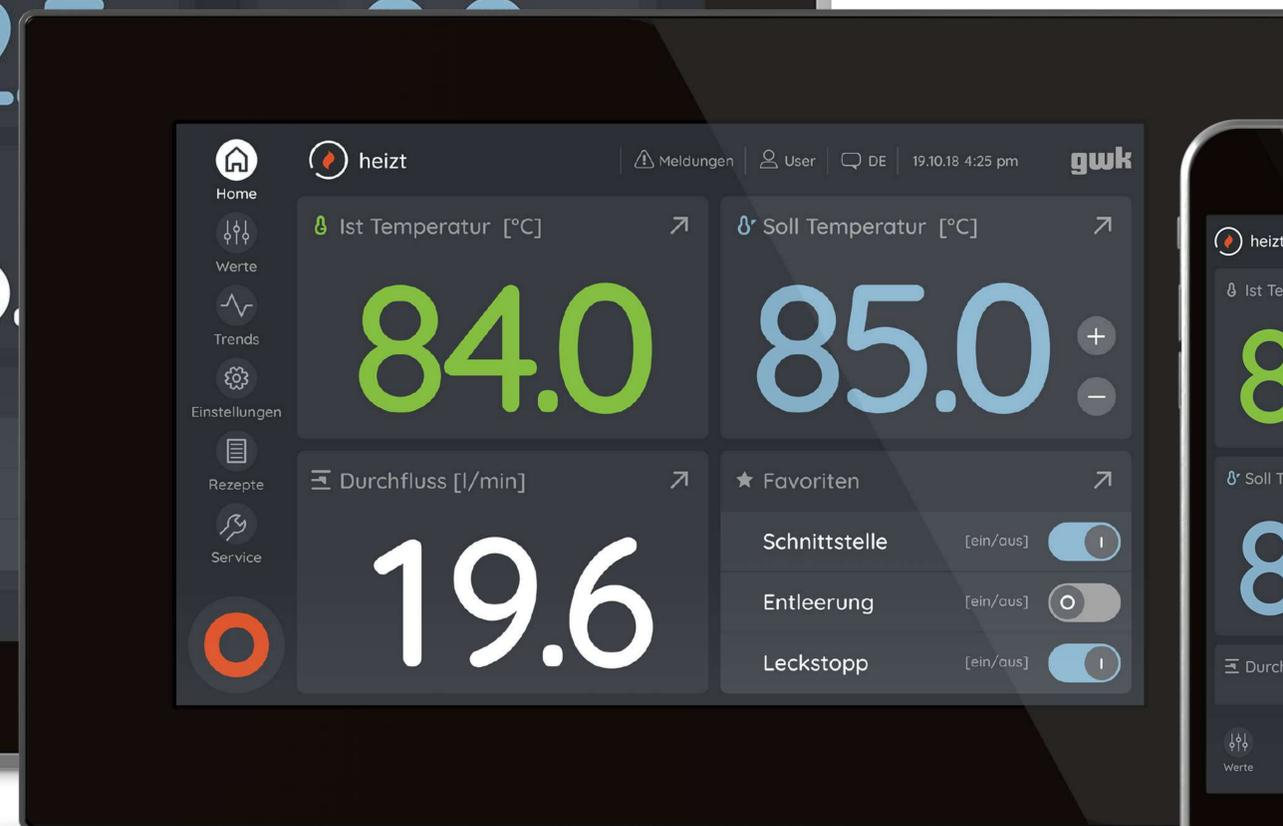 heizt
Meldungen
User
DE
19.10.18 4:25 pm
gwk
Home
Werte
Trends
Einstellungen
Rezepte
Service
Ist Temperatur [°C]
84.0
Soll Temperatur [°C]
85.0
+
−
Durchfluss [l/min]
19.6
Favoriten
Schnittstelle [ein/aus]
Entleerung [ein/aus]
Leckstopp [ein/aus]
heizt
Ist Te
8
Soll T
8
Durch
Werte